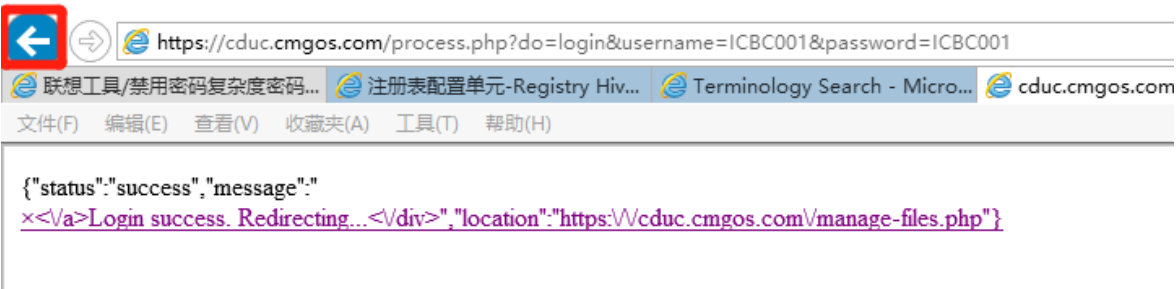 https://cduc.cmgos.com/process.php?do=login&username=ICBC001&password=ICBC001
联想工具/禁用密码复杂度密码... 注册表配置单元-Registry Hiv... Terminology Search - Micro... cduc.cmgos.com
文件(F) 编辑(E) 查看(V) 收藏夹(A) 工具(T) 帮助(H)
{"status":"success","message":"
×<\/a>Login success. Redirecting...<\/div>","location":"https:\/\/cduc.cmgos.com\/manage-files.php"}